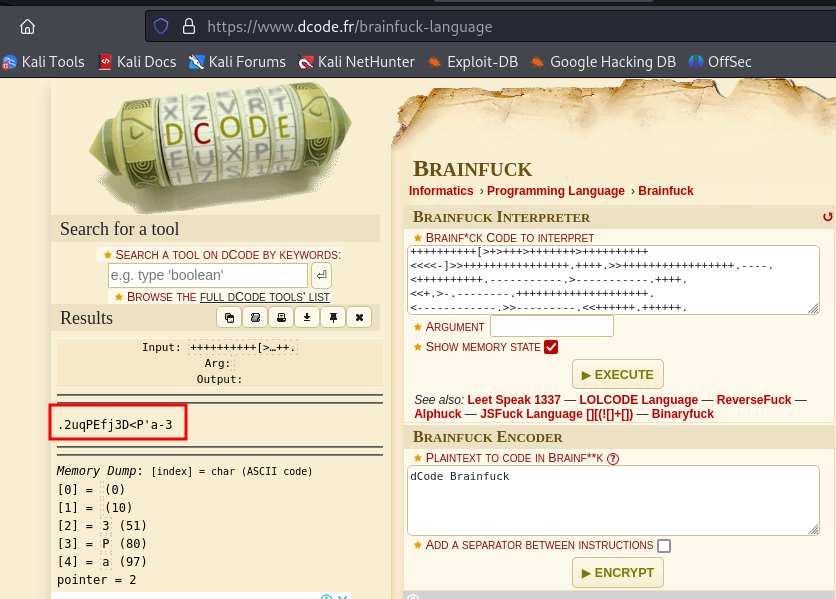 https://www.dcode.fr/brainfuck-language
Kali Tools Kali Docs Kali Forums Kali NetHunter Exploit-DB Google Hacking DB OffSec
DCODE
Search for a tool
★ SEARCH A TOOL ON DCODE BY KEYWORDS:
e.g. type 'boolean'
★ BROWSE THE FULL DCODE TOOLS' LIST
Results
Input: ++++++++++[>…++.
Arg:
Output:
.2uqPEfj3D<P'a-3
Memory Dump: [index] = char (ASCII code)
[0] = (0)
[1] = (10)
[2] = 3 (51)
[3] = P (80)
[4] = a (97)
pointer = 2
BRAINFUCK
Informatics › Programming Language › Brainfuck
BRAINFUCK INTERPRETER
★ BRAINF*CK CODE TO INTERPRET
++++++++++[>+>+++>+++++++>++++++++++
<<<<-]>>++++++++++++++++.++++.>>+++++++++++++++++.----.
<++++++++++.-----------.>-----------.++++.
<<+.>-.--------.++++++++++++++++++++.
<------------.>>---------.<<++++++.++++++.
★ ARGUMENT
★ SHOW MEMORY STATE
▶ EXECUTE
See also: Leet Speak 1337 — LOLCODE Language — ReverseFuck —
Alphuck — JSFuck Language [][(![]+[]) — Binaryfuck
BRAINFUCK ENCODER
★ PLAINTEXT TO CODE IN BRAINF**K ?
dCode Brainfuck
★ ADD A SEPARATOR BETWEEN INSTRUCTIONS
▶ ENCRYPT